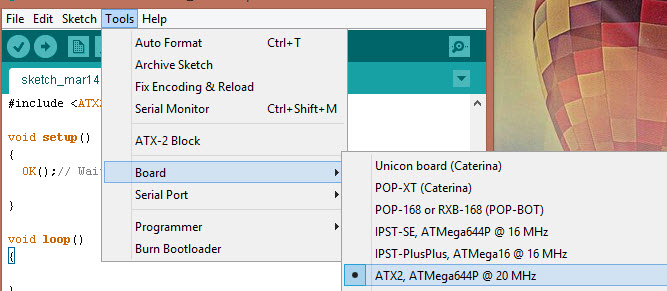 File Edit Sketch Tools Help
Auto Format Ctrl+T
Archive Sketch
Fix Encoding & Reload
Serial Monitor Ctrl+Shift+M
ATX-2 Block
Board
Serial Port
Programmer
Burn Bootloader
sketch_mar14
#include <ATX2
void setup()
{
OK();// Wai
}
void loop()
{
Unicon board (Caterina)
POP-XT (Caterina)
POP-168 or RXB-168 (POP-BOT)
IPST-SE, ATMega644P @ 16 MHz
IPST-PlusPlus, ATMega16 @ 16 MHz
ATX2, ATMega644P @ 20 MHz